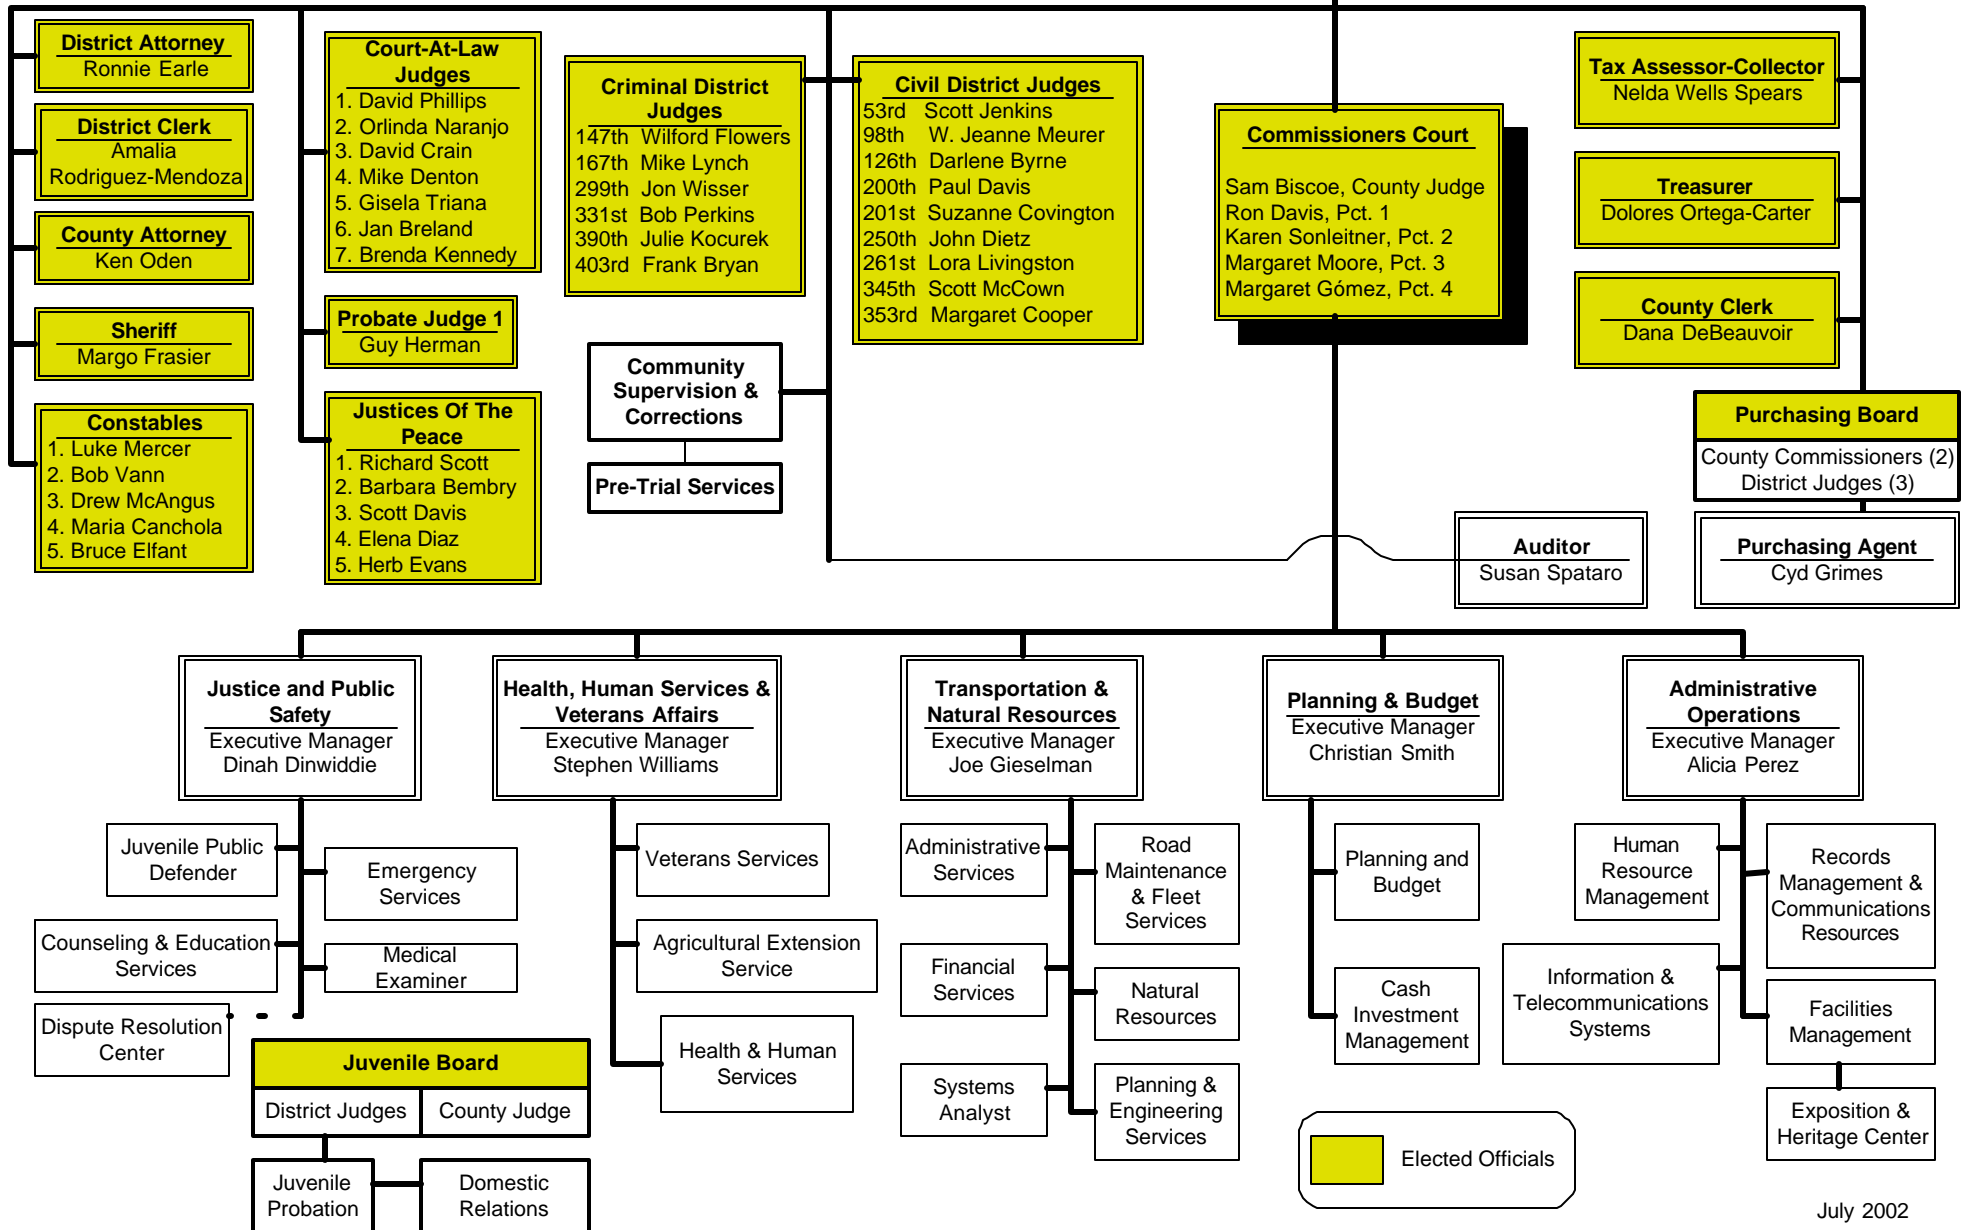 District Attorney
Ronnie Earle
District Clerk
Amalia
Rodriguez-Mendoza
County Attorney
Ken Oden
Sheriff
Margo Frasier
Constables
1. Luke Mercer
2. Bob Vann
3. Drew McAngus
4. Maria Canchola
5. Bruce Elfant
Court-At-Law
Judges
1. David Phillips
2. Orlinda Naranjo
3. David Crain
4. Mike Denton
5. Gisela Triana
6. Jan Breland
7. Brenda Kennedy
Probate Judge 1
Guy Herman
Justices Of The
Peace
1. Richard Scott
2. Barbara Bembry
3. Scott Davis
4. Elena Diaz
5. Herb Evans
Criminal District
Judges
147th Wilford Flowers
167th Mike Lynch
299th Jon Wisser
331st Bob Perkins
390th Julie Kocurek
403rd Frank Bryan
Community
Supervision &
Corrections
Pre-Trial Services
Civil District Judges
53rd Scott Jenkins
98th W. Jeanne Meurer
126th Darlene Byrne
200th Paul Davis
201st Suzanne Covington
250th John Dietz
261st Lora Livingston
345th Scott McCown
353rd Margaret Cooper
Commissioners Court
Sam Biscoe, County Judge
Ron Davis, Pct. 1
Karen Sonleitner, Pct. 2
Margaret Moore, Pct. 3
Margaret Gómez, Pct. 4
Tax Assessor-Collector
Nelda Wells Spears
Treasurer
Dolores Ortega-Carter
County Clerk
Dana DeBeauvoir
Purchasing Board
County Commissioners (2)
District Judges (3)
Auditor
Susan Spataro
Purchasing Agent
Cyd Grimes
Justice and Public
Safety
Executive Manager
Dinah Dinwiddie
Juvenile Public
Defender
Emergency
Services
Counseling & Education
Services
Medical
Examiner
Dispute Resolution
Center
Juvenile Board
District Judges
County Judge
Juvenile
Probation
Domestic
Relations
Health, Human Services &
Veterans Affairs
Executive Manager
Stephen Williams
Veterans Services
Agricultural Extension
Service
Health & Human
Services
Transportation &
Natural Resources
Executive Manager
Joe Gieselman
Administrative
Services
Road
Maintenance
& Fleet
Services
Financial
Services
Natural
Resources
Systems
Analyst
Planning &
Engineering
Services
Planning & Budget
Executive Manager
Christian Smith
Planning and
Budget
Cash
Investment
Management
Administrative
Operations
Executive Manager
Alicia Perez
Human
Resource
Management
Records
Management &
Communications
Resources
Information &
Telecommunications
Systems
Facilities
Management
Exposition &
Heritage Center
Elected Officials
July 2002